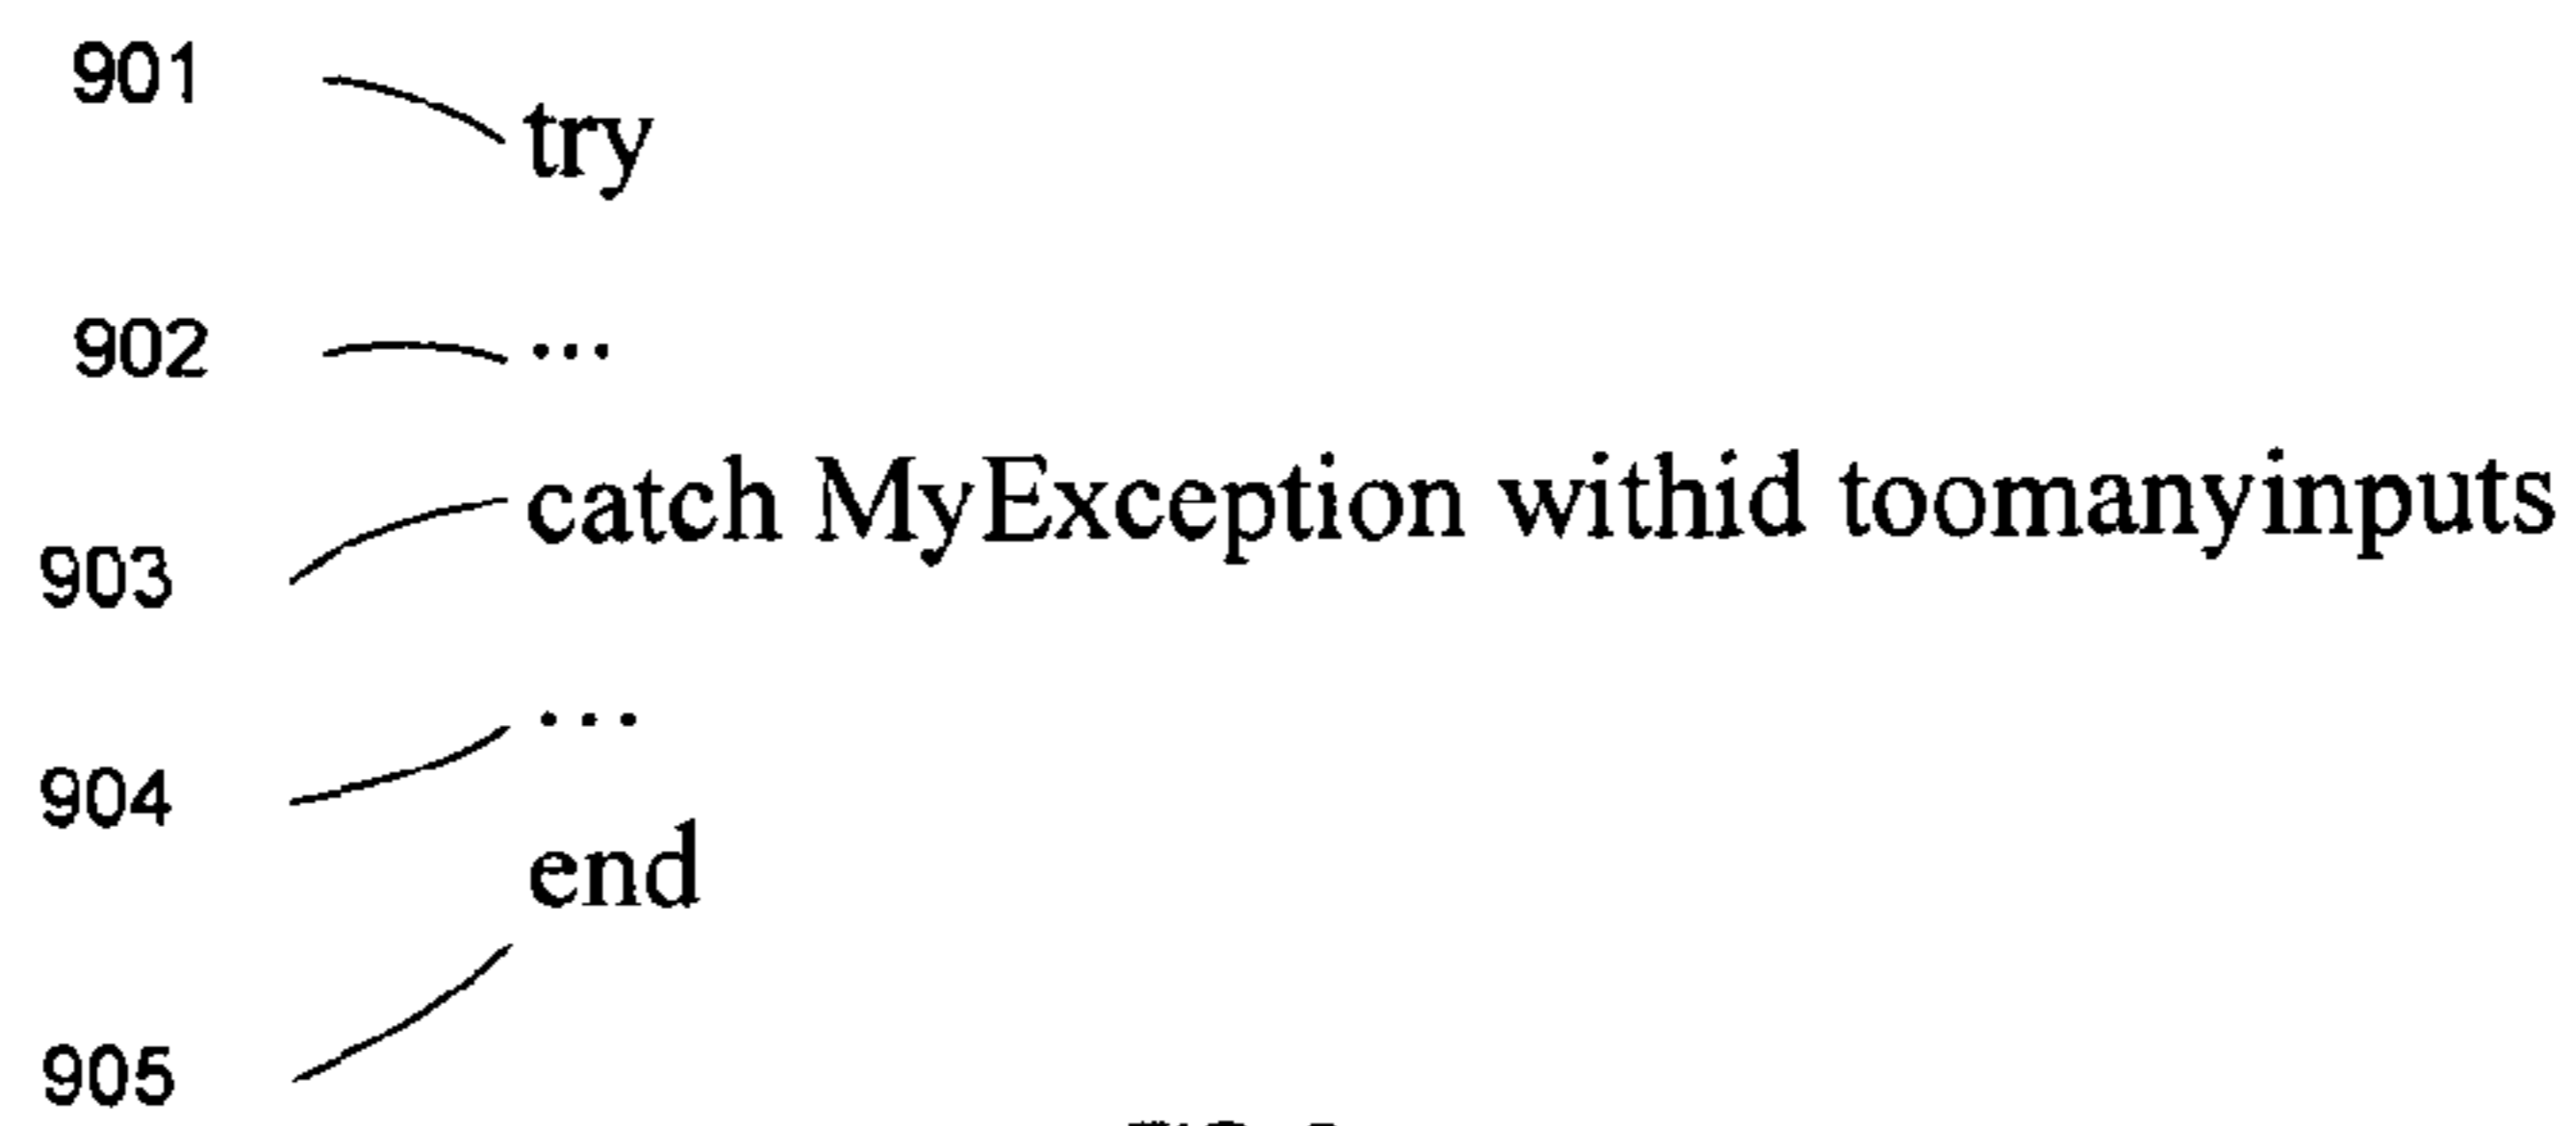 901
try
902 ...
catch MyException withid toomanyinputs
903
...
904
end
905